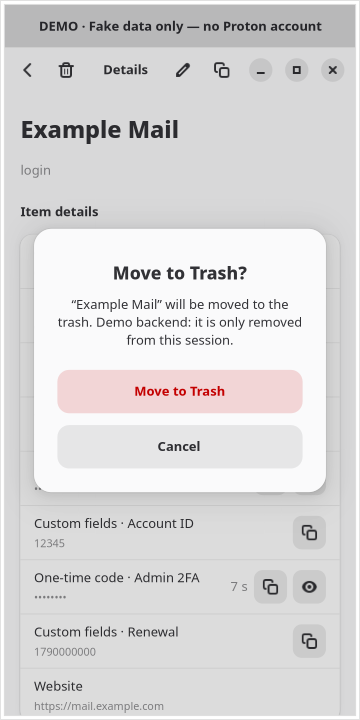 DEMO · Fake data only — no Proton account
Details
Example Mail
login
Item details
Move to Trash?
“Example Mail” will be moved to the
trash. Demo backend: it is only removed
from this session.
Move to Trash
Cancel
Custom fields · Account ID
12345
One-time code · Admin 2FA
••••••••
7 s
Custom fields · Renewal
1790000000
Website
https://mail.example.com